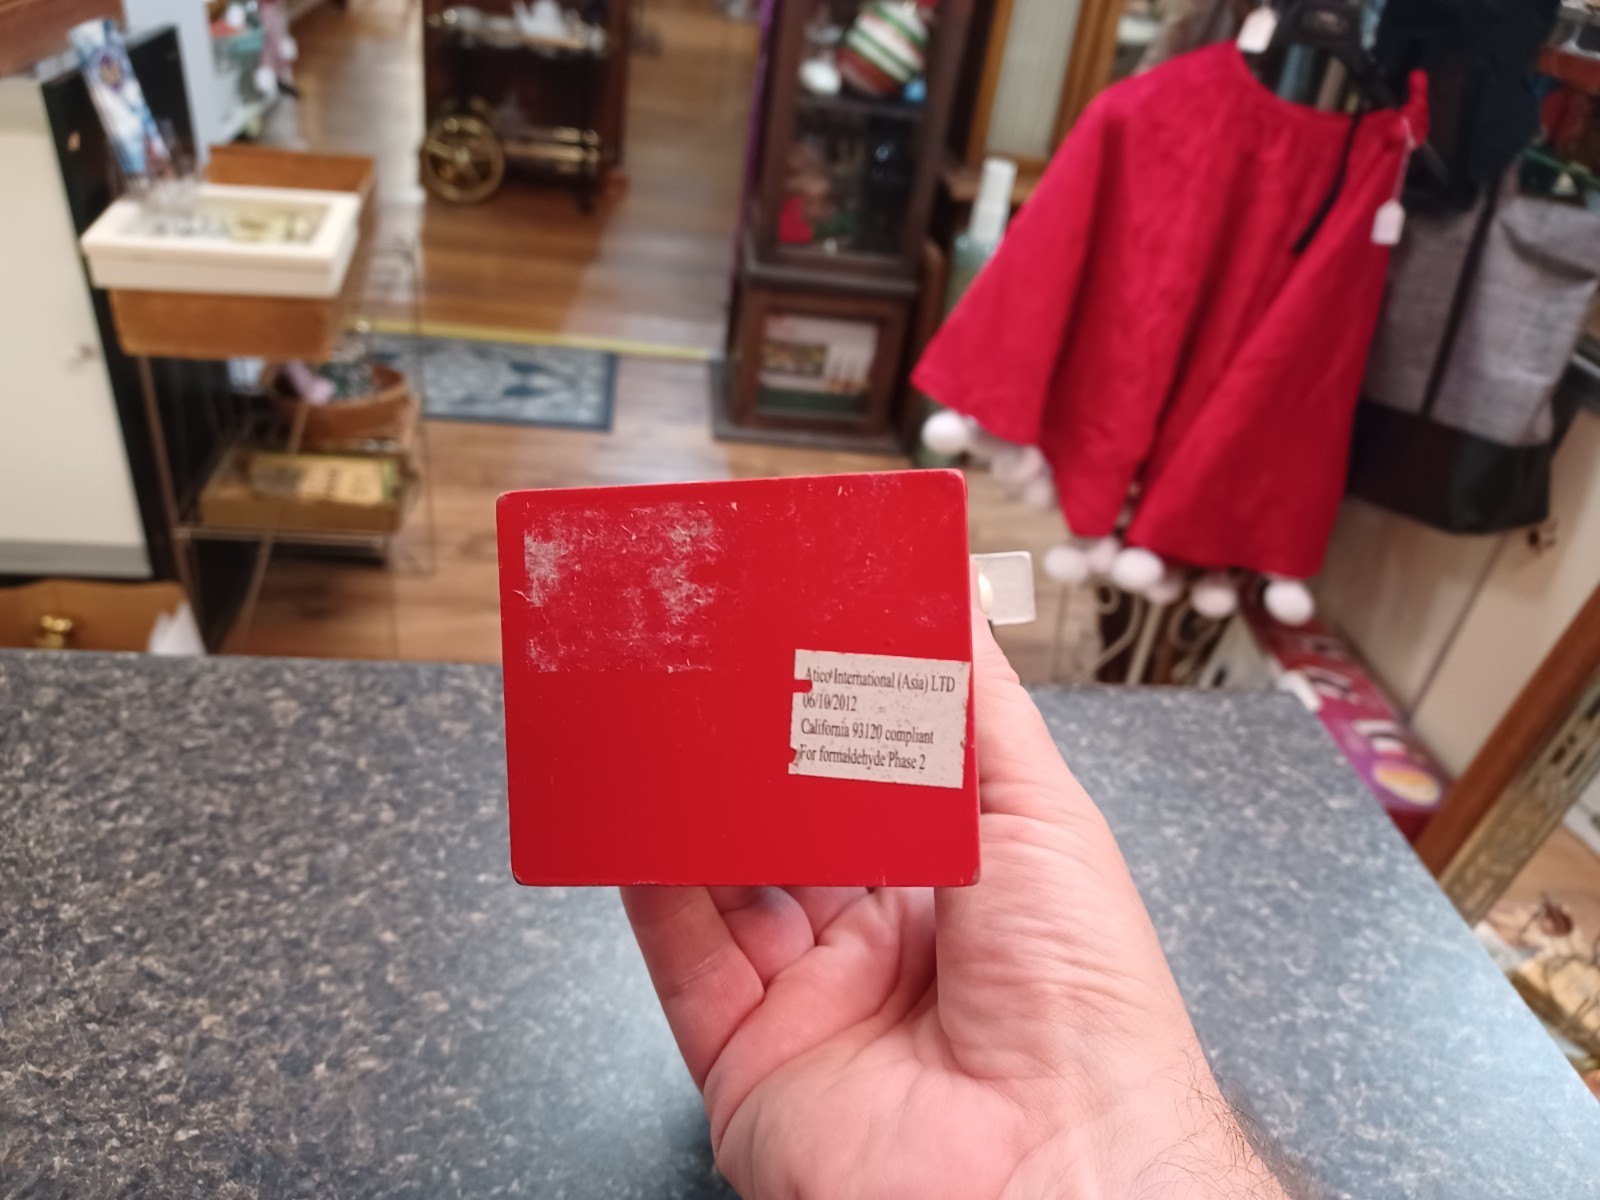 Atico International (Asia) LTD
06/10/2012
California 93120 compliant
For formaldehyde Phase 2